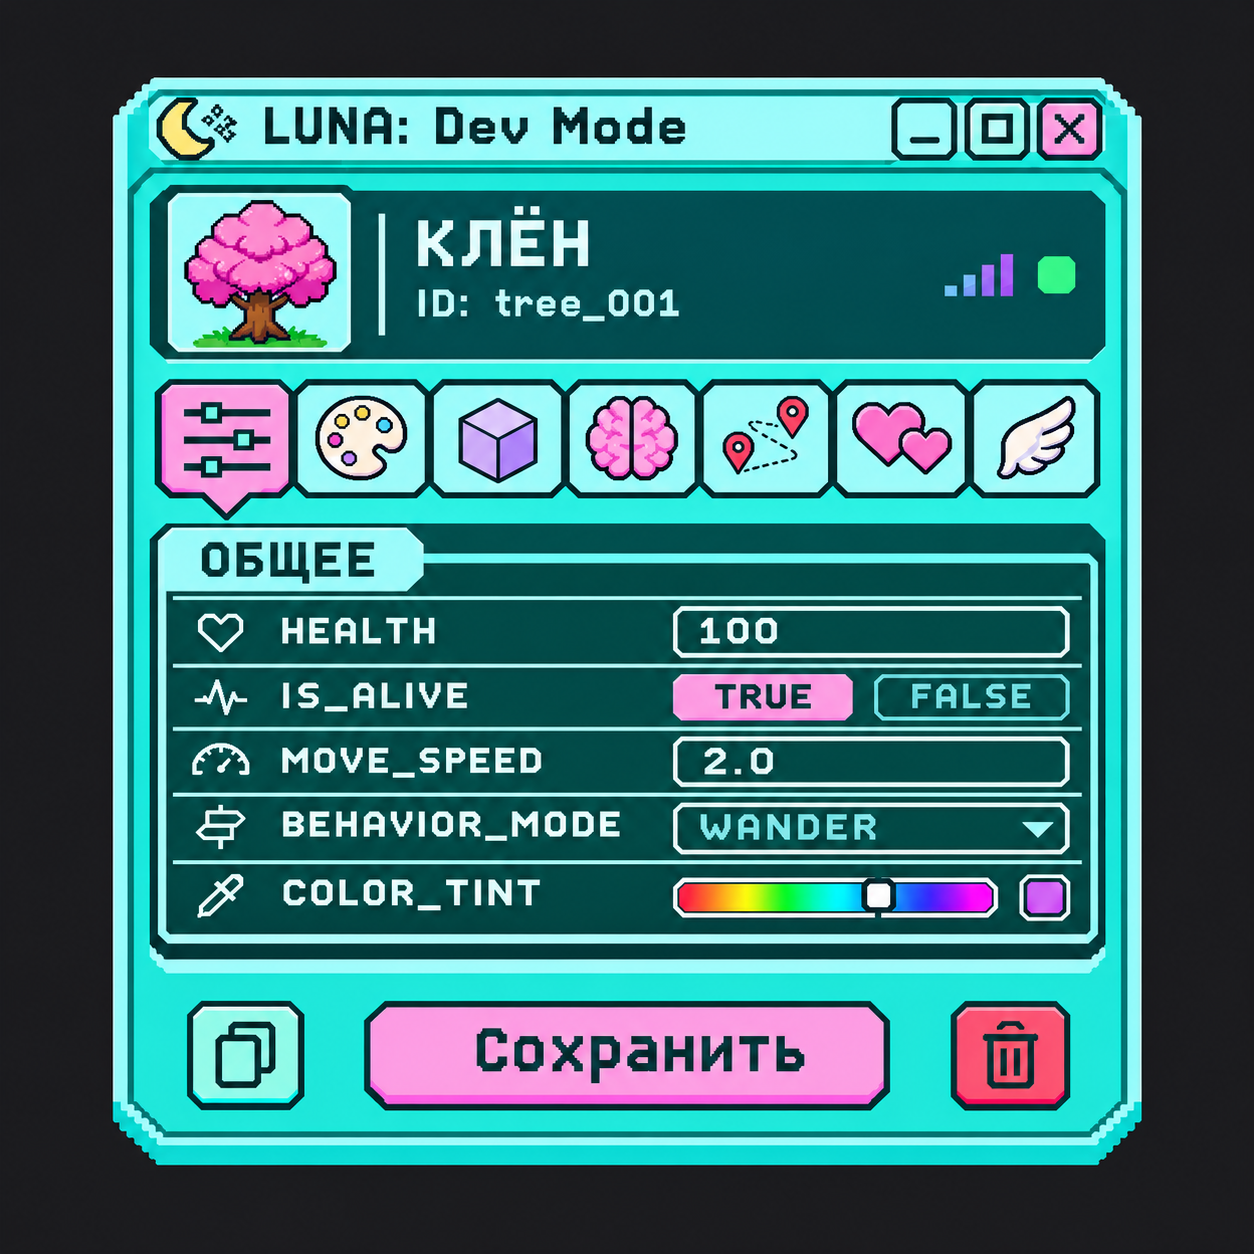 LUNA: Dev Mode
КЛЁН
ID: tree_001
ОБЩЕЕ
HEALTH 100
IS_ALIVE TRUE FALSE
MOVE_SPEED 2.0
BEHAVIOR_MODE WANDER
COLOR_TINT
Сохранить